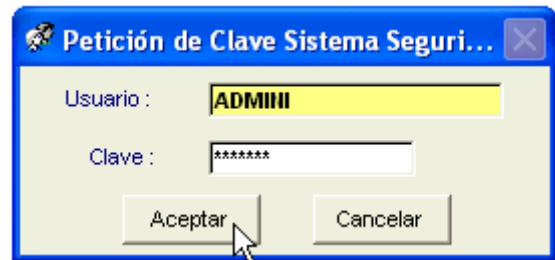 Petición de Clave Sistema Seguri...
Usuario : ADMINI
Clave : *******
Aceptar Cancelar